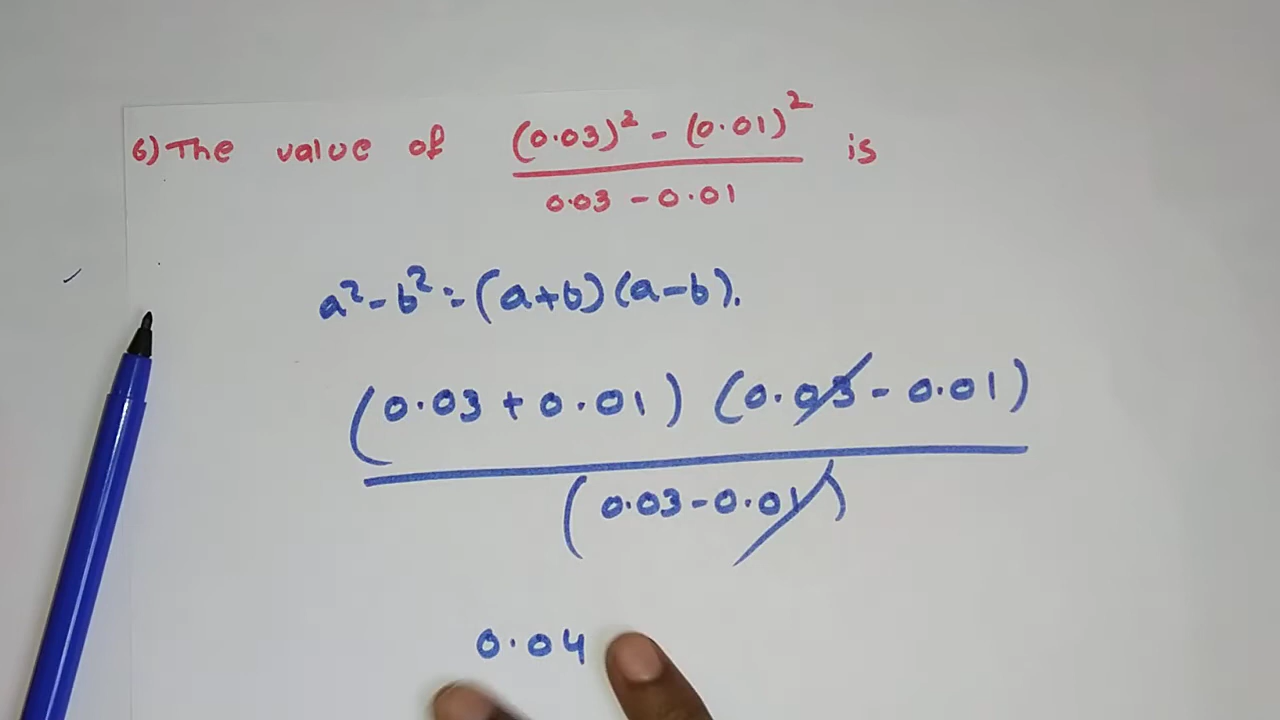 6) The value of (0.03)² - (0.01)² is
0.03 - 0.01
a² - b² = (a+b) (a-b).
(0.03 + 0.01) (0.03 - 0.01)
(0.03 - 0.01)
0.04